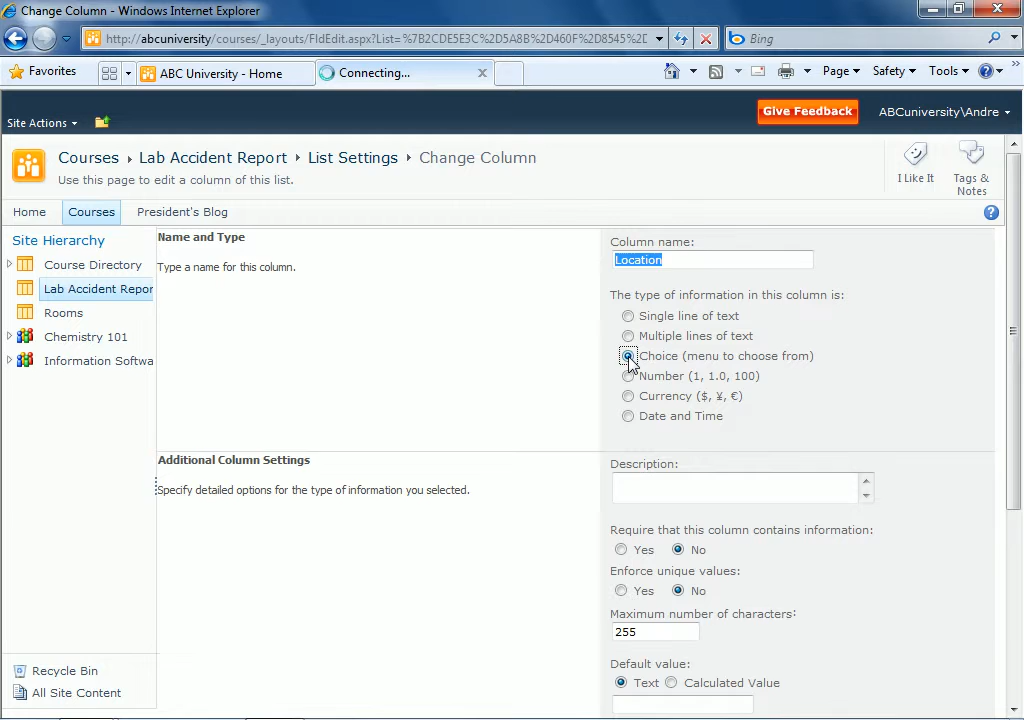 Change Column - Windows Internet Explorer
http://abcuniversity/courses/_layouts/FldEdit.aspx?List=%7B2CDE5E3C%2D5A8B%2D460F%2D8545%2E
Bing
Favorites
ABC University - Home
Connecting...
Page
Safety
Tools
Site Actions
Give Feedback
ABCuniversity\Andre
Courses
Lab Accident Report
List Settings
Change Column
Use this page to edit a column of this list.
I Like It
Tags & Notes
Home
Courses
President's Blog
Site Hierarchy
Course Directory
Lab Accident Repor
Rooms
Chemistry 101
Information Softwa
Recycle Bin
All Site Content
Name and Type
Type a name for this column.
Column name:
Location
The type of information in this column is:
Single line of text
Multiple lines of text
Choice (menu to choose from)
Number (1, 1.0, 100)
Currency ($, ¥, €)
Date and Time
Additional Column Settings
Specify detailed options for the type of information you selected.
Description:
Require that this column contains information:
Yes No
Enforce unique values:
Yes No
Maximum number of characters:
255
Default value:
Text Calculated Value